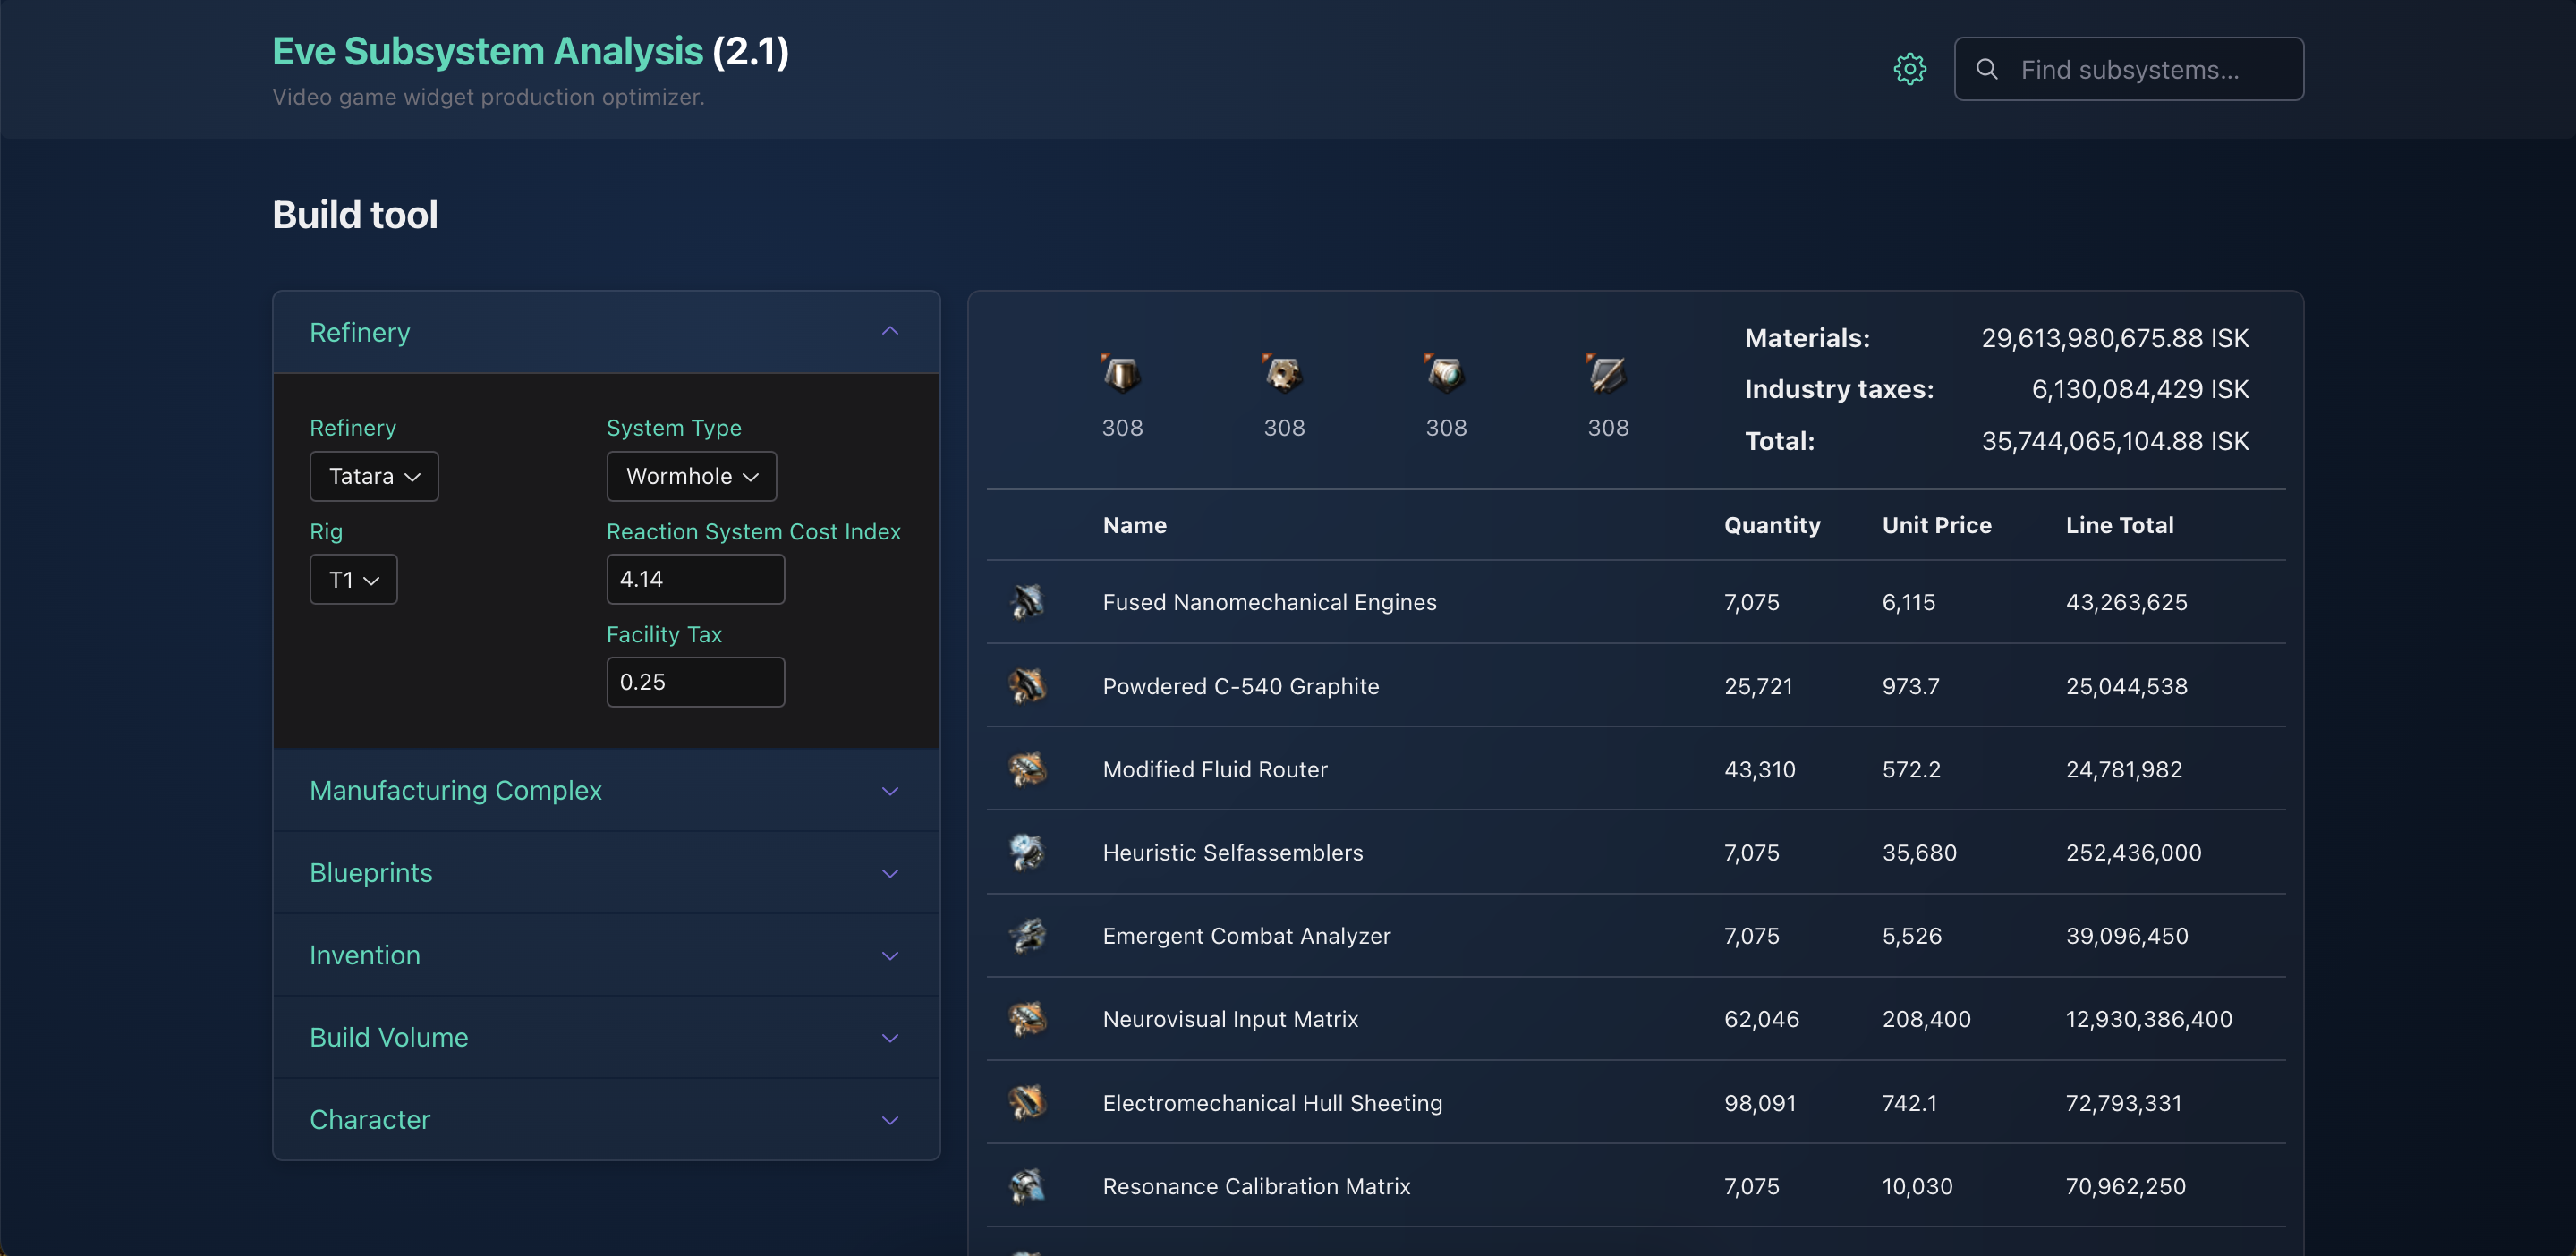 Eve Subsystem Analysis (2.1)
Video game widget production optimizer.
Find subsystems...
Build tool
Refinery
Refinery
System Type
Tatara
Wormhole
Rig
Reaction System Cost Index
T1
4.14
Facility Tax
0.25
Manufacturing Complex
Blueprints
Invention
Build Volume
Character
308 308 308 308
Materials: 29,613,980,675.88 ISK
Industry taxes: 6,130,084,429 ISK
Total: 35,744,065,104.88 ISK
Name Quantity Unit Price Line Total
Fused Nanomechanical Engines 7,075 6,115 43,263,625
Powdered C-540 Graphite 25,721 973.7 25,044,538
Modified Fluid Router 43,310 572.2 24,781,982
Heuristic Selfassemblers 7,075 35,680 252,436,000
Emergent Combat Analyzer 7,075 5,526 39,096,450
Neurovisual Input Matrix 62,046 208,400 12,930,386,400
Electromechanical Hull Sheeting 98,091 742.1 72,793,331
Resonance Calibration Matrix 7,075 10,030 70,962,250